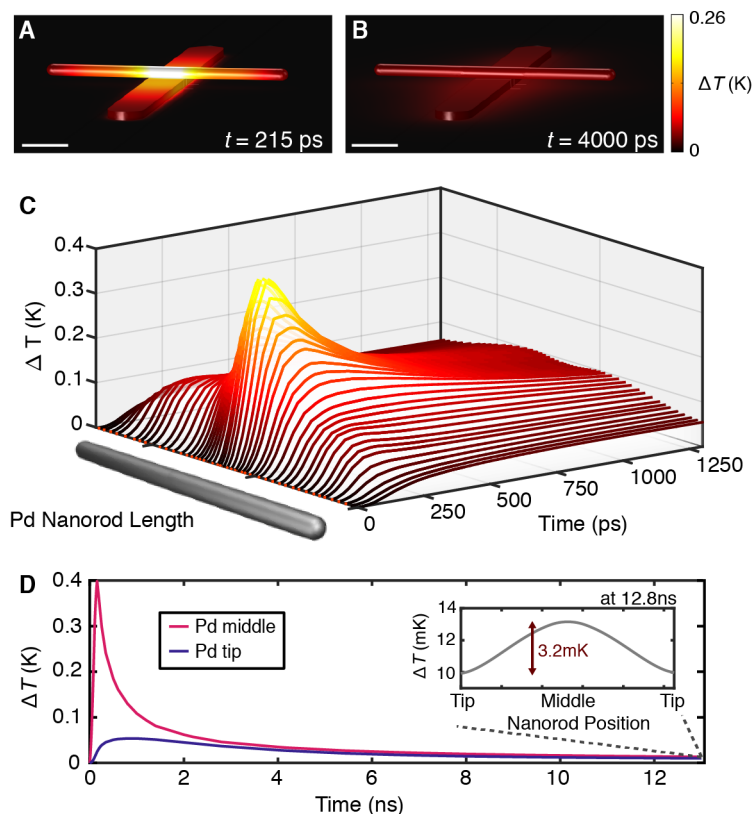 A
t = 215 ps
B
t = 4000 ps
0.26
ΔT (K)
0
C
0.4
0.3
0.2
0.1
0
Δ T (K)
Pd Nanorod Length
0
250
500
750
1000
1250
Time (ps)
D
0.4
0.3
0.2
0.1
0
ΔT (K)
Pd middle
Pd tip
at 12.8ns
14
12
10
ΔT (mK)
3.2mK
Tip Middle Tip
Nanorod Position
0 2 4 6 8 10 12
Time (ns)